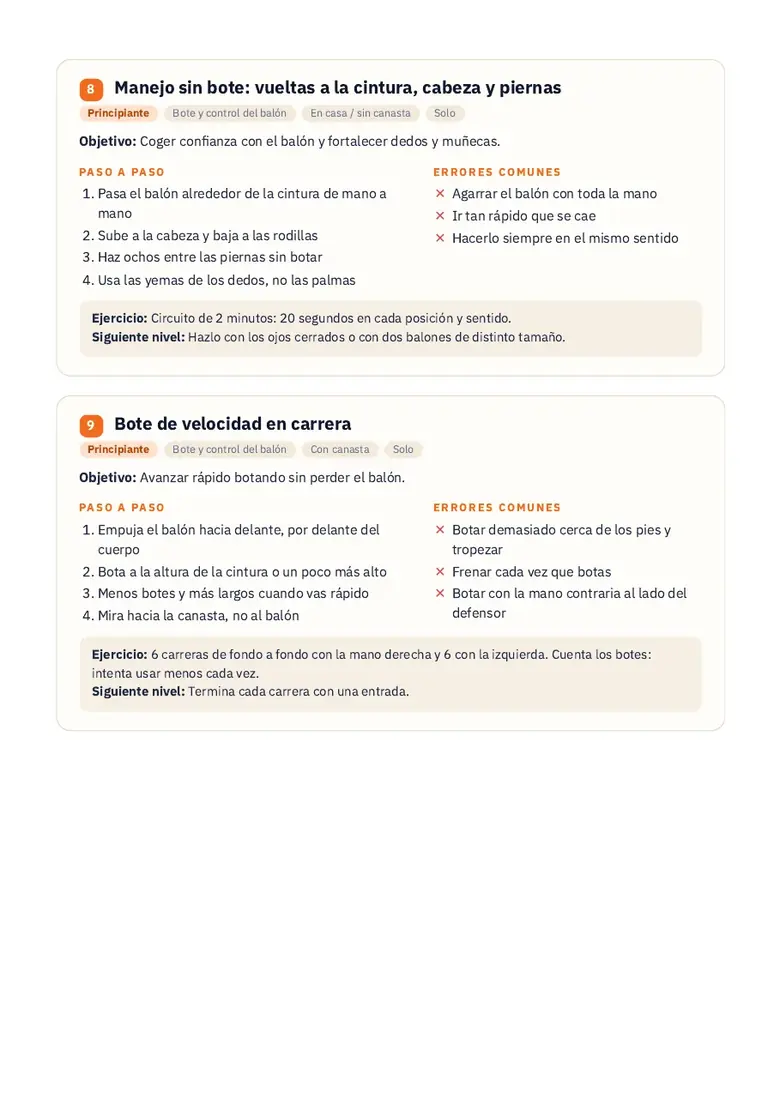 8 Manejo sin bote: vueltas a la cintura, cabeza y piernas
Principiante Bote y control del balón En casa / sin canasta Solo
Objetivo: Coger confianza con el balón y fortalecer dedos y muñecas.
PASO A PASO
1. Pasa el balón alrededor de la cintura de mano a
mano
2. Sube a la cabeza y baja a las rodillas
3. Haz ochos entre las piernas sin botar
4. Usa las yemas de los dedos, no las palmas
ERRORES COMUNES
✕ Agarrar el balón con toda la mano
✕ Ir tan rápido que se cae
✕ Hacerlo siempre en el mismo sentido
Ejercicio: Circuito de 2 minutos: 20 segundos en cada posición y sentido.
Siguiente nivel: Hazlo con los ojos cerrados o con dos balones de distinto tamaño.
9 Bote de velocidad en carrera
Principiante Bote y control del balón Con canasta Solo
Objetivo: Avanzar rápido botando sin perder el balón.
PASO A PASO
1. Empuja el balón hacia delante, por delante del
cuerpo
2. Bota a la altura de la cintura o un poco más alto
3. Menos botes y más largos cuando vas rápido
4. Mira hacia la canasta, no al balón
ERRORES COMUNES
✕ Botar demasiado cerca de los pies y
tropezar
✕ Frenar cada vez que botas
✕ Botar con la mano contraria al lado del
defensor
Ejercicio: 6 carreras de fondo a fondo con la mano derecha y 6 con la izquierda. Cuenta los botes:
intenta usar menos cada vez.
Siguiente nivel: Termina cada carrera con una entrada.